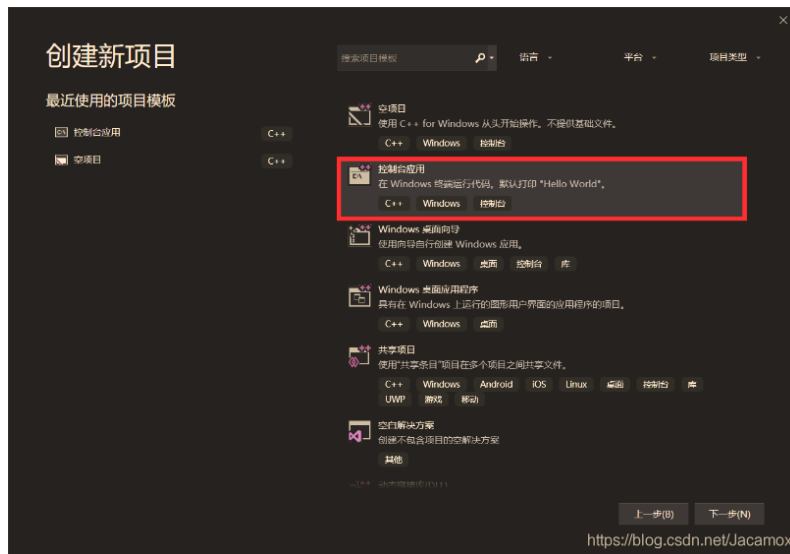 创建新项目
最近使用的项目模板
控制台应用 C++
空项目 C++
搜索项目模板 语言 平台 项目类型
空项目
使用 C++ for Windows 从头开始操作。不提供基础文件。
C++ Windows 控制台
控制台应用
在 Windows 终端运行代码。默认打印 "Hello World"。
C++ Windows 控制台
Windows 桌面向导
使用向导自行创建 Windows 应用。
C++ Windows 桌面 控制台 库
Windows 桌面应用程序
具有在 Windows 上运行的图形用户界面的应用程序的项目。
C++ Windows 桌面
共享项目
使用"共享条目"项目在多个项目之间共享文件。
C++ Windows Android iOS Linux 桌面 控制台 库
UWP 游戏 移动
空白解决方案
创建不包含项目的空解决方案
其他
动态链接库(DLL)
上一步(B) 下一步(N)
https://blog.csdn.net/Jacamox